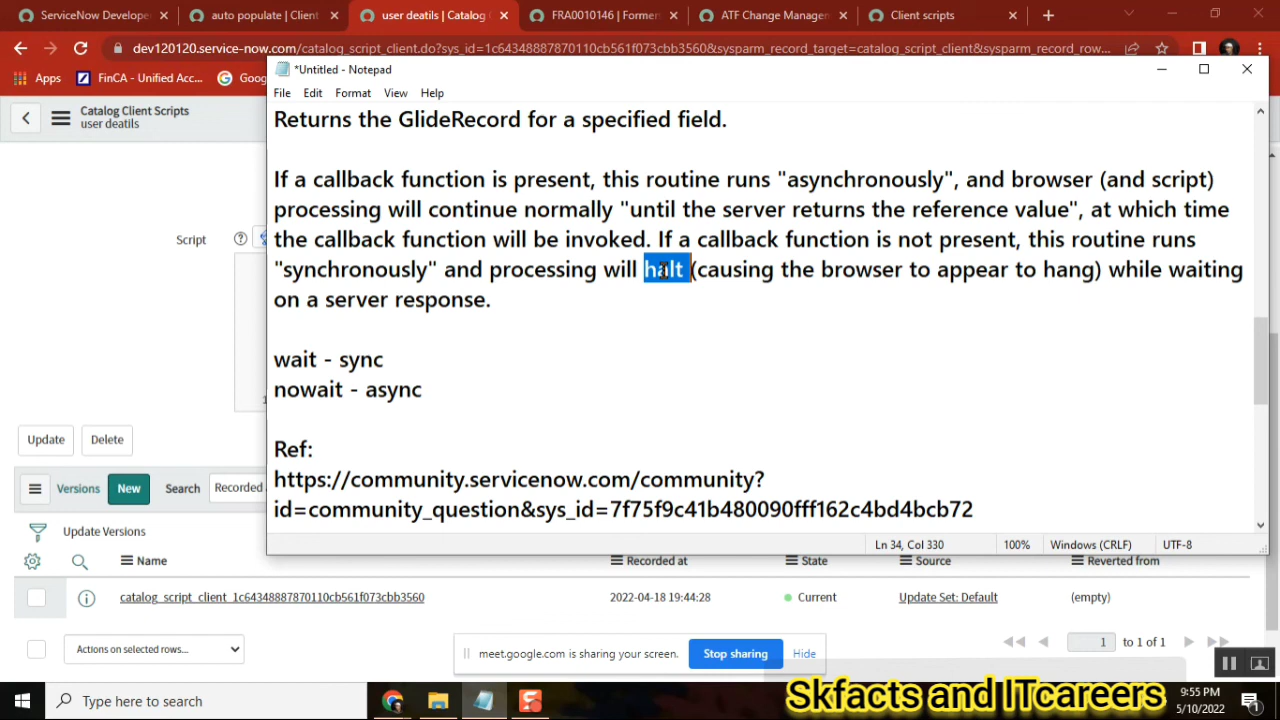 ServiceNow Develope
auto populate | Client
user deatils | Catalog
FRA0010146 | Former
ATF Change Managem
Client scripts
dev120120.service-now.com/catalog_script_client.do?sys_id=1c64348887870110cb561f073cbb3560&sysparm_record_target=catalog_script_client&sysparm_record_row...
Apps
FinCA - Unified Acc...
Goog
*Untitled - Notepad
File Edit Format View Help
Catalog Client Scripts
user deatils
Returns the GlideRecord for a specified field.
If a callback function is present, this routine runs "asynchronously", and browser (and script)
processing will continue normally "until the server returns the reference value", at which time
the callback function will be invoked. If a callback function is not present, this routine runs
"synchronously" and processing will halt (causing the browser to appear to hang) while waiting
on a server response.
Script
wait - sync
nowait - async
Ref:
https://community.servicenow.com/community?
id=community_question&sys_id=7f75f9c41b480090fff162c4bd4bcb72
Update
Delete
Versions
New
Search
Recorded
Ln 34, Col 330
100%
Windows (CRLF)
UTF-8
Update Versions
Name
Recorded at
State
Source
Reverted from
catalog_script_client_1c64348887870110cb561f073cbb3560
2022-04-18 19:44:28
Current
Update Set: Default
(empty)
Actions on selected rows...
meet.google.com is sharing your screen.
Stop sharing
Hide
1
to 1 of 1
Skfacts and ITcareers
Type here to search
9:55 PM
5/10/2022
1